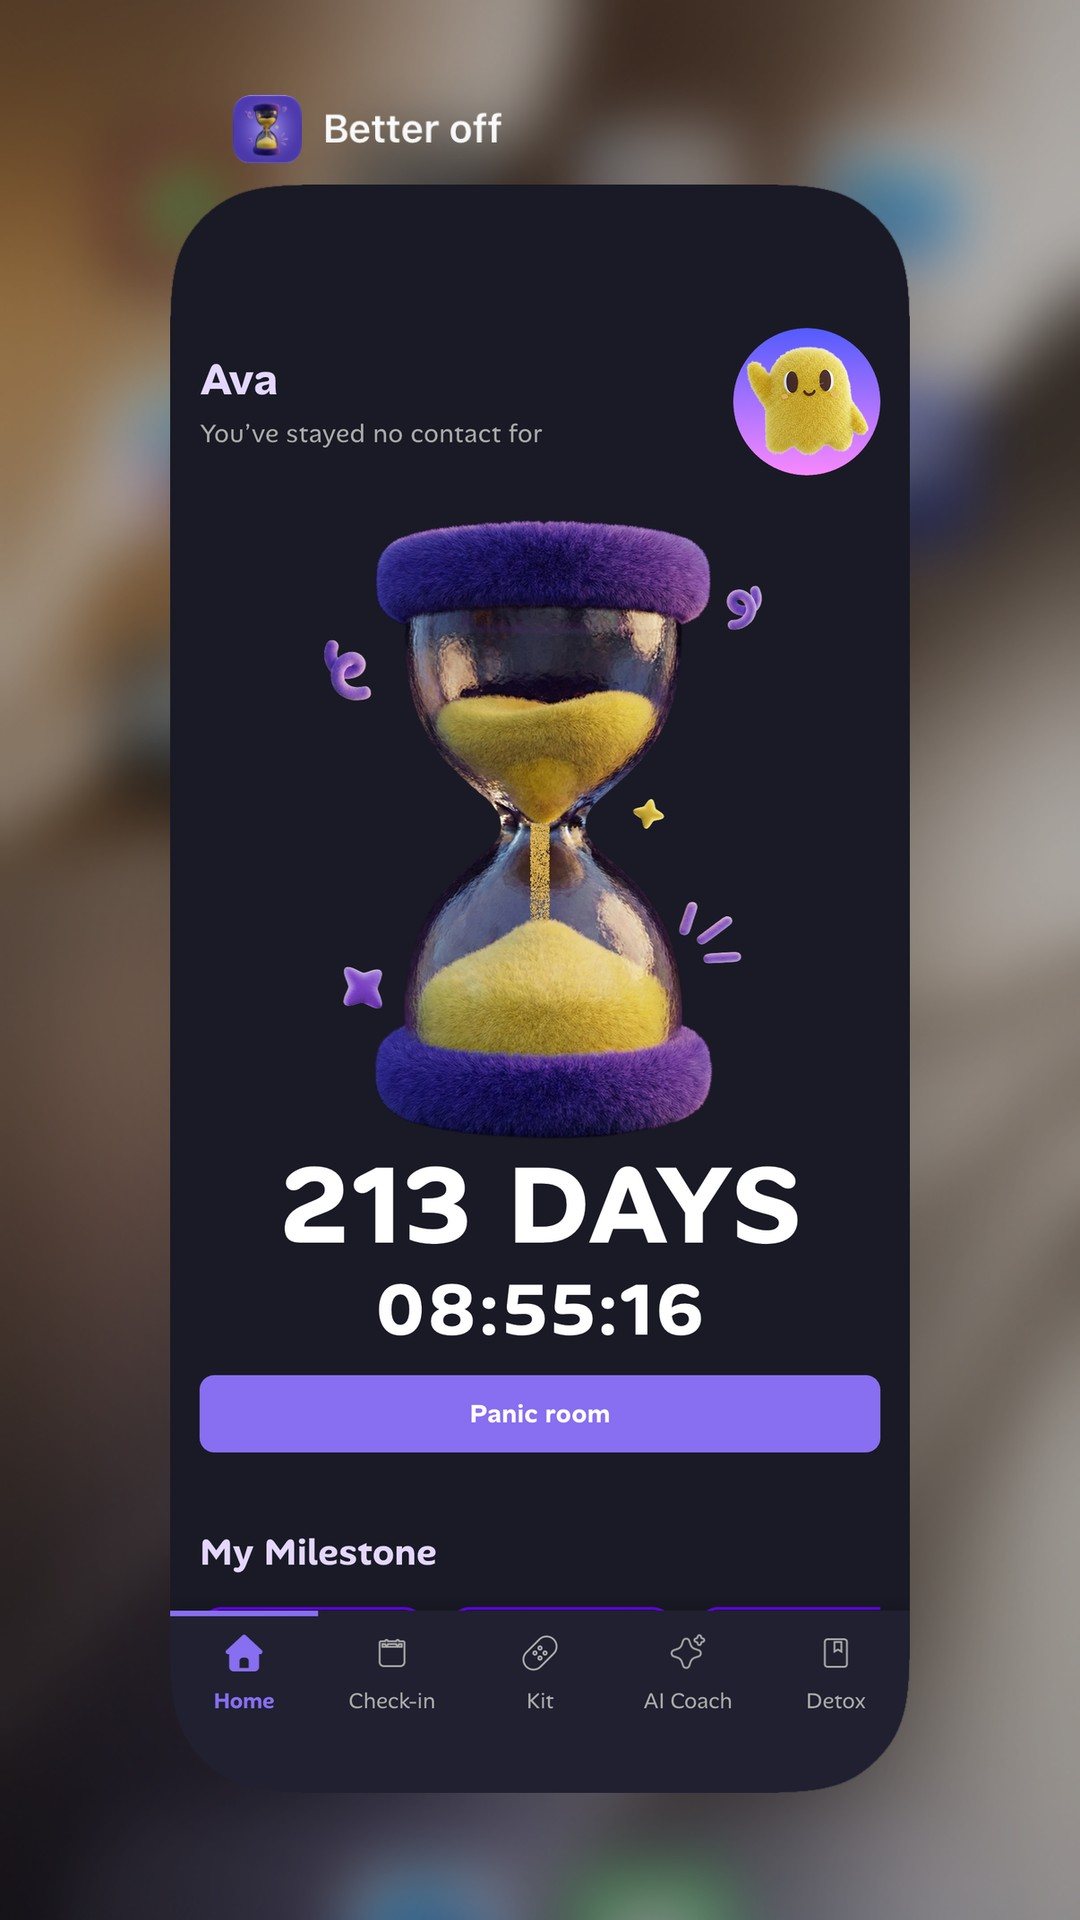 Better off
Ava
You’ve stayed no contact for
213 DAYS
08:55:16
Panic room
My Milestone
Home
Check-in
Kit
AI Coach
Detox